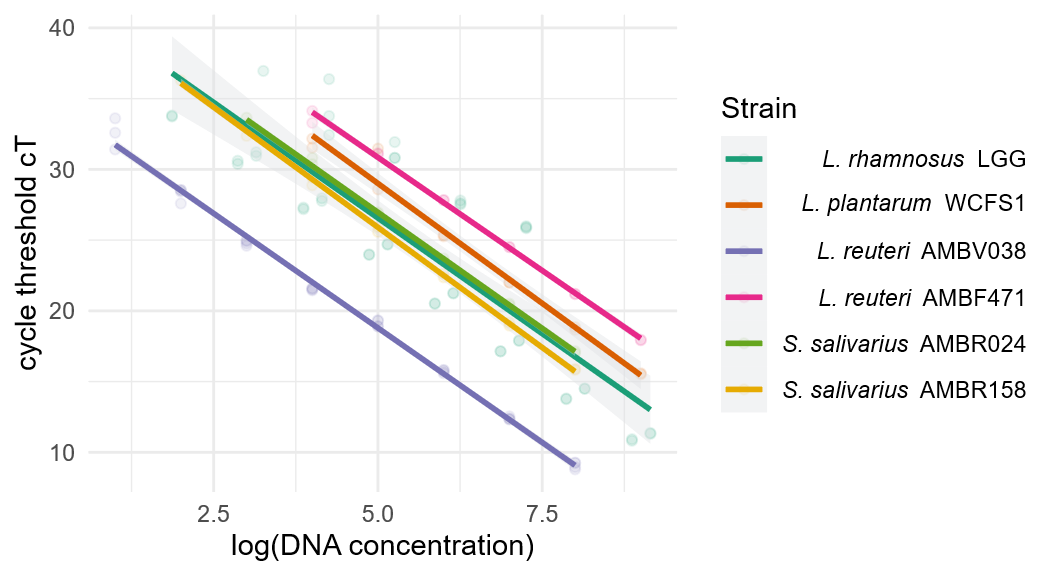 40
30
20
10
cycle threshold cT
2.5 5.0 7.5
log(DNA concentration)
Strain
L. rhamnosus LGG
L. plantarum WCFS1
L. reuteri AMBV038
L. reuteri AMBF471
S. salivarius AMBR024
S. salivarius AMBR158